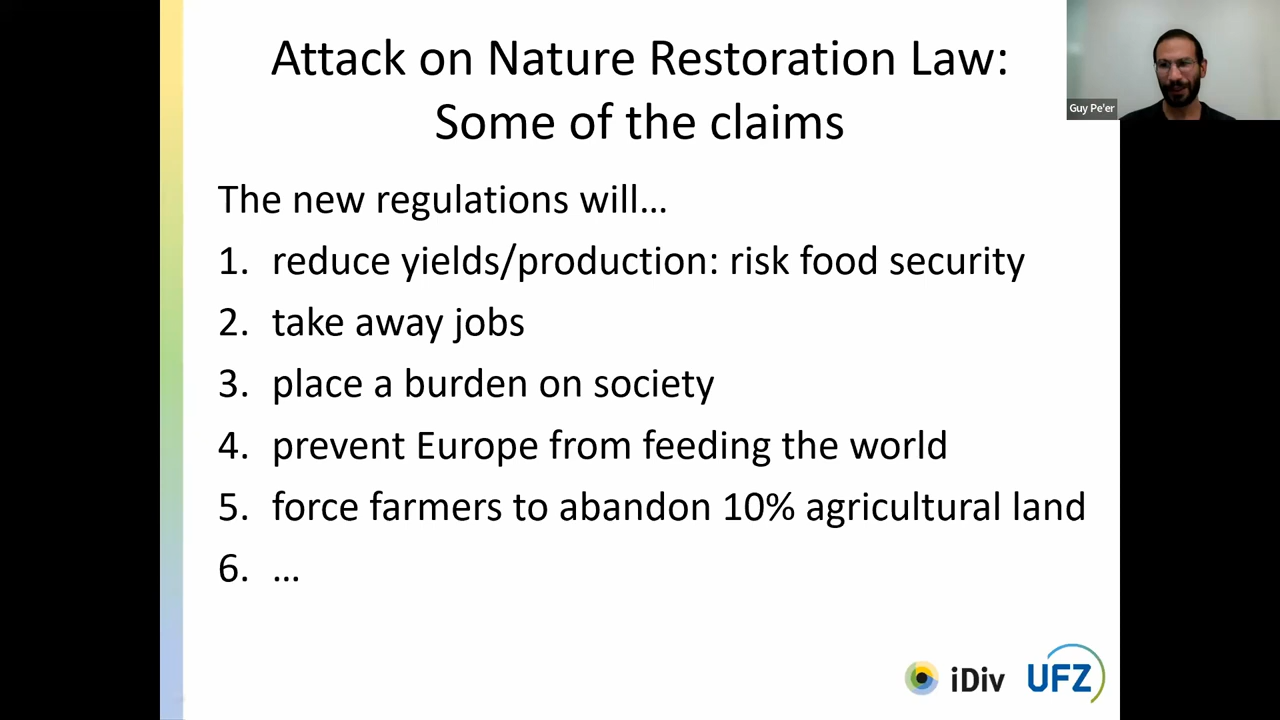 Attack on Nature Restoration Law:
Some of the claims
Guy Pe'er
The new regulations will…
1. reduce yields/production: risk food security
2. take away jobs
3. place a burden on society
4. prevent Europe from feeding the world
5. force farmers to abandon 10% agricultural land
6. …
iDiv
UFZ